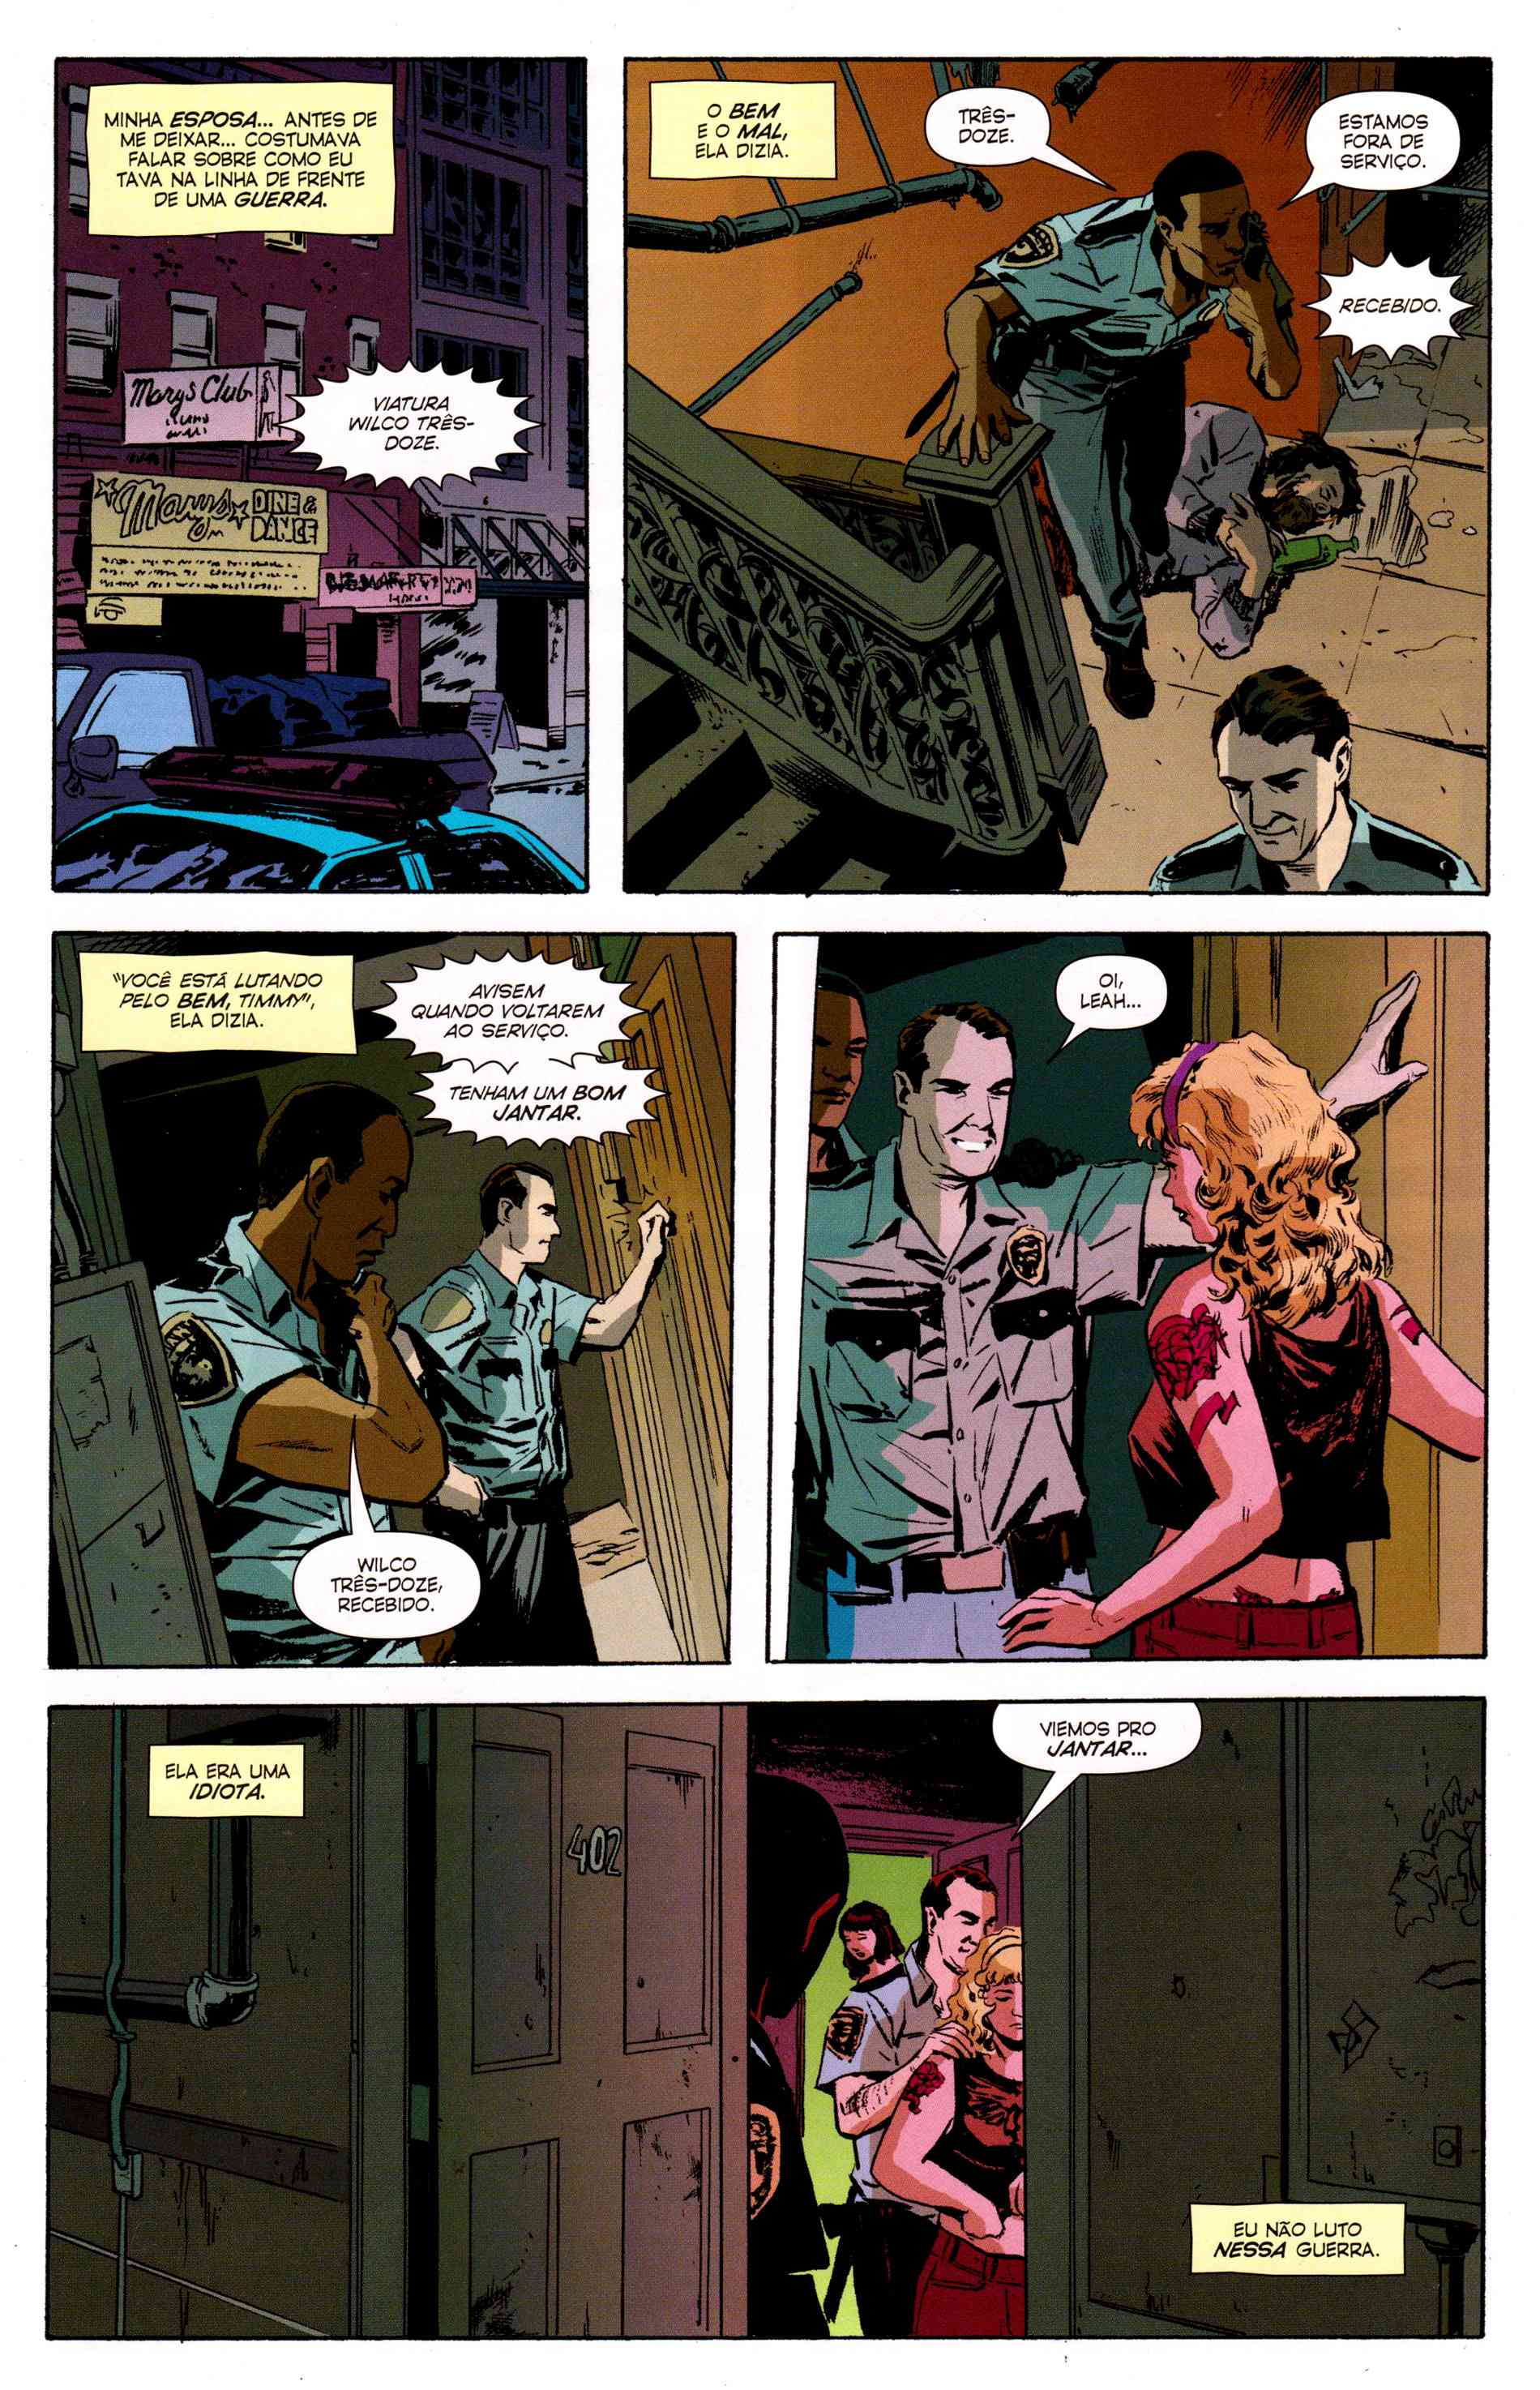 MINHA ESPOSA... ANTES DE
ME DEIXAR... COSTUMAVA
FALAR SOBRE COMO EU
TAVA NA LINHA DE FRENTE
DE UMA GUERRA.
Marys Club
VIATURA
WILCO TRÊS-
DOZE.
Marys
DINE &
DANCE
O BEM
E O MAL,
ELA DIZIA.
TRÊS-
DOZE.
ESTAMOS
FORA DE
SERVIÇO.
RECEBIDO.
"VOCÊ ESTÁ LUTANDO
PELO BEM, TIMMY",
ELA DIZIA.
AVISEM
QUANDO VOLTAREM
AO SERVIÇO.
TENHAM UM BOM
JANTAR.
WILCO
TRÊS-DOZE,
RECEBIDO.
OI,
LEAH...
ELA ERA UMA
IDIOTA.
402
VIEMOS PRO
JANTAR...
EU NÃO LUTO
NESSA GUERRA.